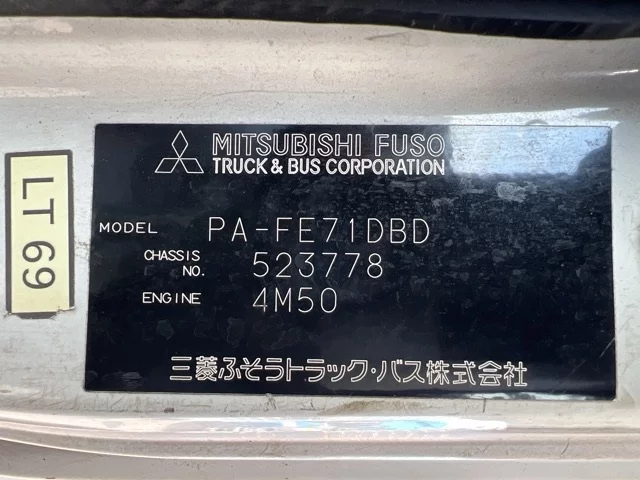 MITSUBISHI FUSO
TRUCK & BUS CORPORATION
MODEL PA-FE71DBD
CHASSIS NO. 523778
ENGINE 4M50
三菱ふそうトラック・バス株式会社
LT 69